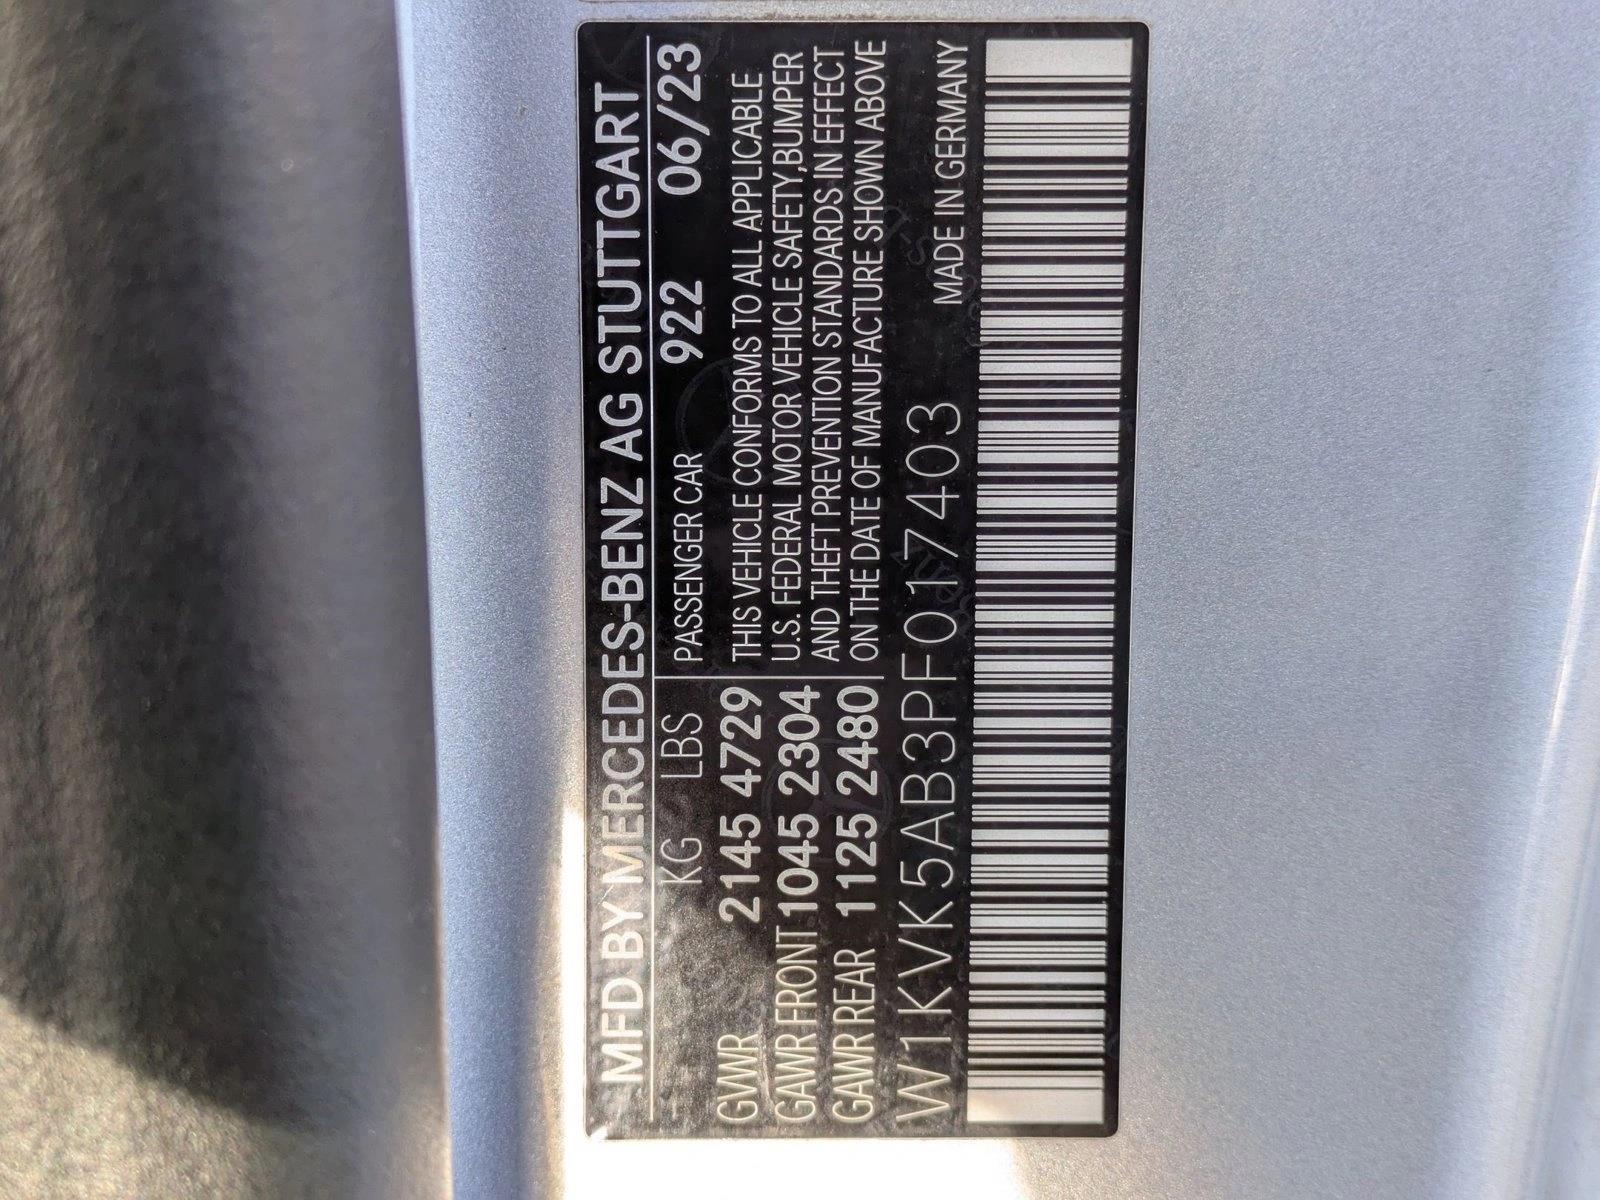 MFD BY MERCEDES-BENZ AG STUTTGART
KG LBS PASSENGER CAR 922 06/23
GVWR 2145 4729 THIS VEHICLE CONFORMS TO ALL APPLICABLE
GAWR FRONT 1045 2304 U.S. FEDERAL MOTOR VEHICLE SAFETY,BUMPER
AND THEFT PREVENTION STANDARDS IN EFFECT
GAWR REAR 1125 2480 ON THE DATE OF MANUFACTURE SHOWN ABOVE
W1KVK5AB3PF017403 MADE IN GERMANY